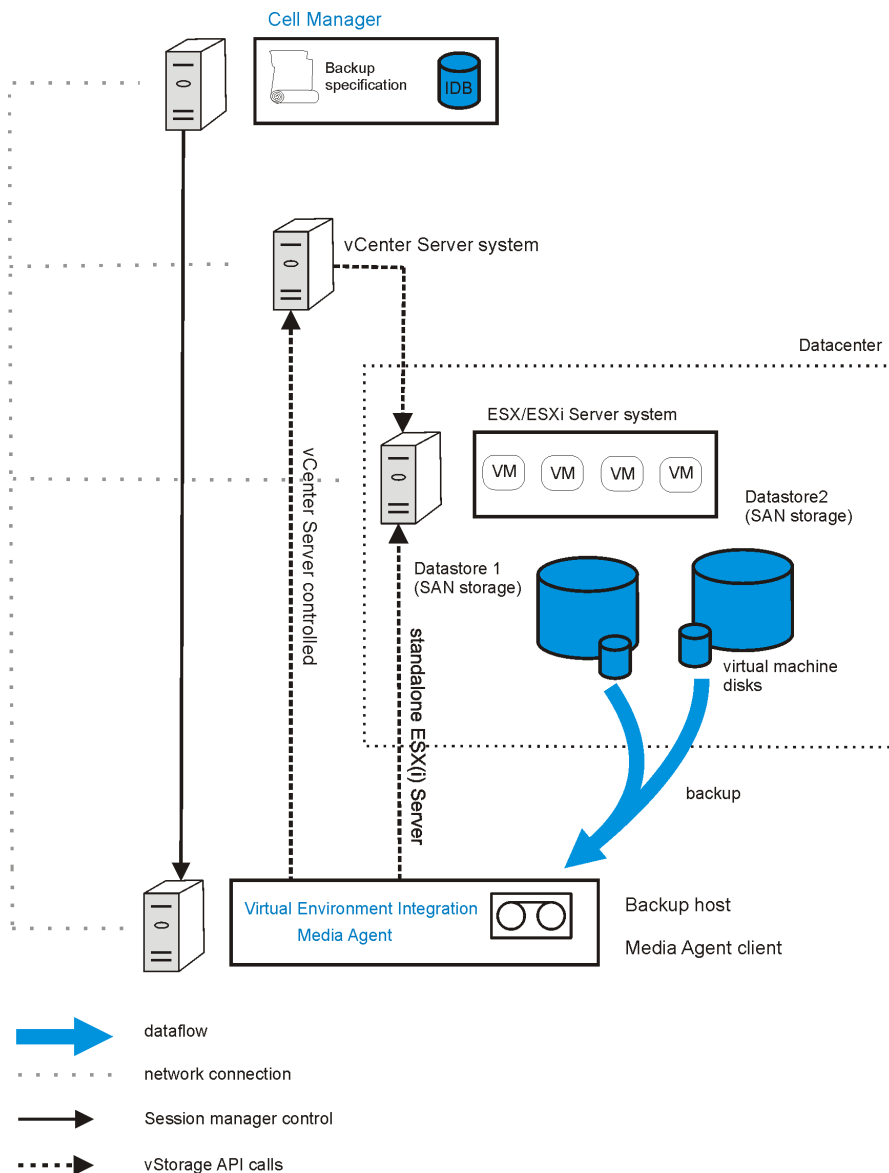 Cell Manager
Backup
specification
IDB
vCenter Server system
Datacenter
ESX/ESXi Server system
VM VM VM VM
Datastore2
(SAN storage)
Datastore 1
(SAN storage)
vCenter Server controlled
standalone ESX(i) Server
virtual machine
disks
backup
Virtual Environment Integration
Media Agent
Backup host
Media Agent client
dataflow
network connection
Session manager control
vStorage API calls